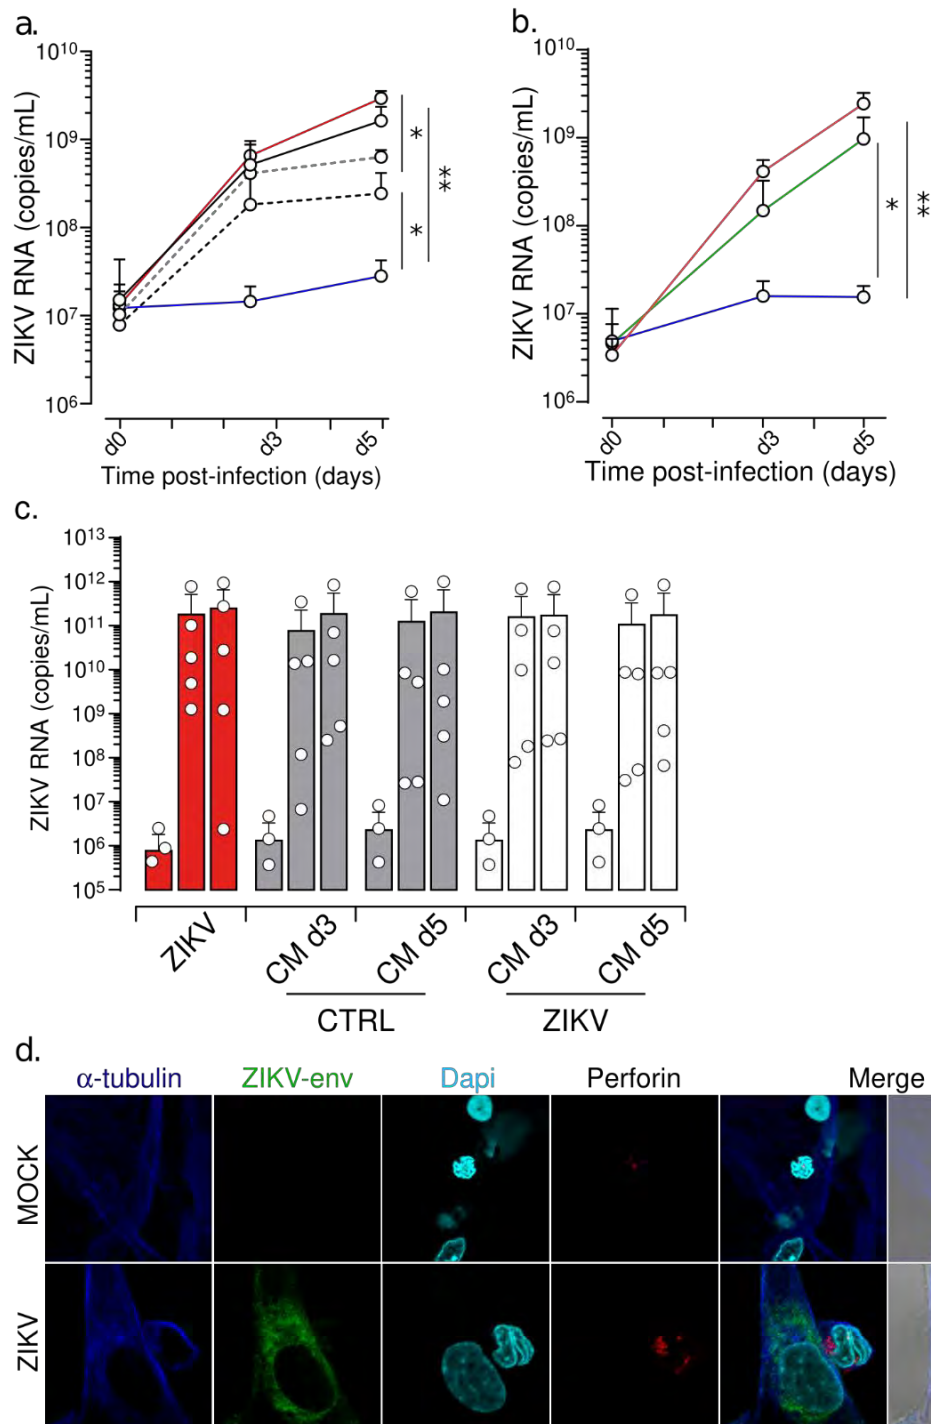 a.
ZIKV RNA (copies/mL)
10^10
10^9
10^8
10^7
10^6
*
**
*
d0
d3
d5
Time post-infection (days)
b.
ZIKV RNA (copies/mL)
10^10
10^9
10^8
10^7
10^6
*
**
d0
d3
d5
Time post-infection (days)
c.
ZIKV RNA (copies/mL)
10^13
10^12
10^11
10^10
10^9
10^8
10^7
10^6
10^5
ZIKV
CM d3
CM d5
CM d3
CM d5
CTRL
ZIKV
d.
α-tubulin
ZIKV-env
Dapi
Perforin
Merge
MOCK
ZIKV